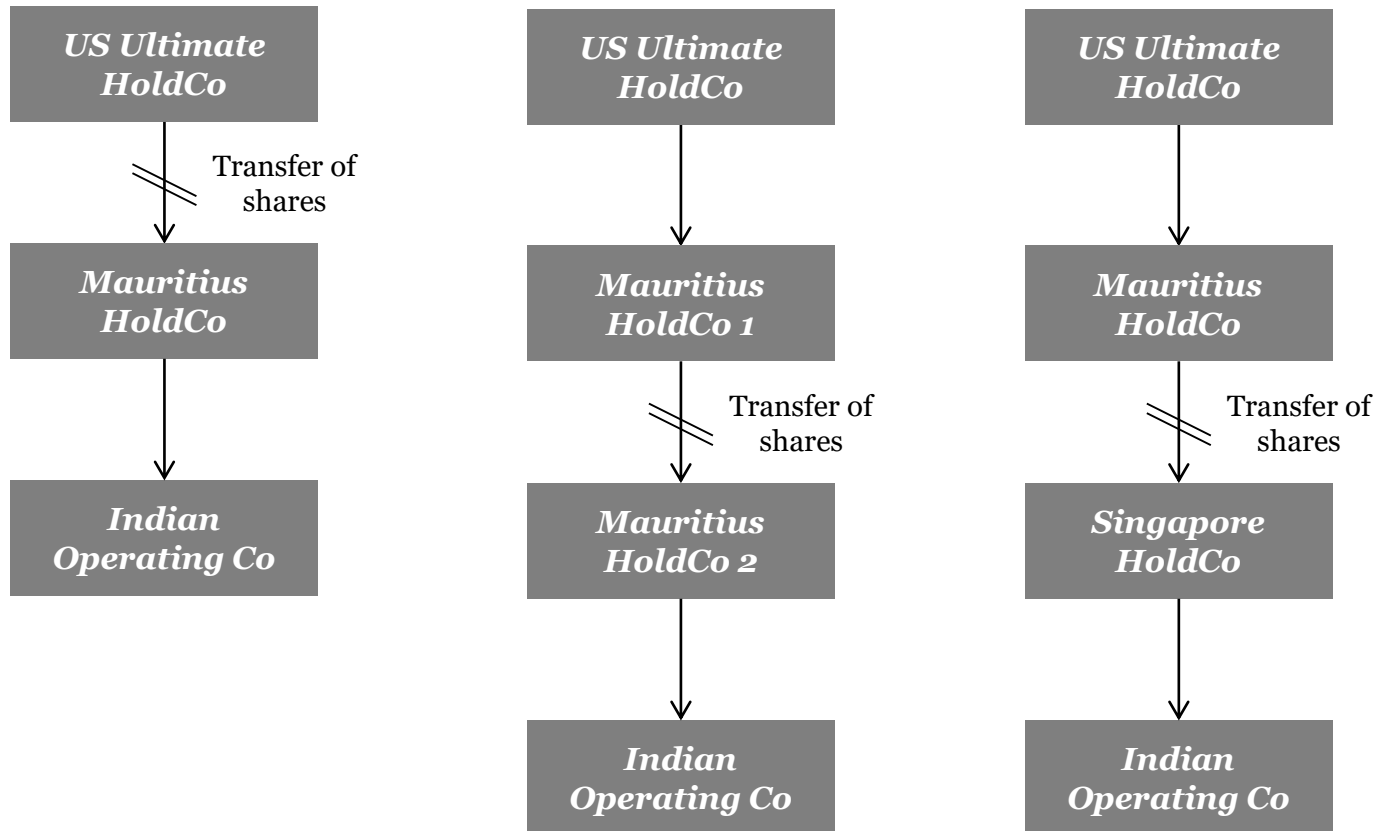 US Ultimate
HoldCo
Transfer of
shares
Mauritius
HoldCo
Indian
Operating Co
US Ultimate
HoldCo
Mauritius
HoldCo 1
Transfer of
shares
Mauritius
HoldCo 2
Indian
Operating Co
US Ultimate
HoldCo
Mauritius
HoldCo
Transfer of
shares
Singapore
HoldCo
Indian
Operating Co